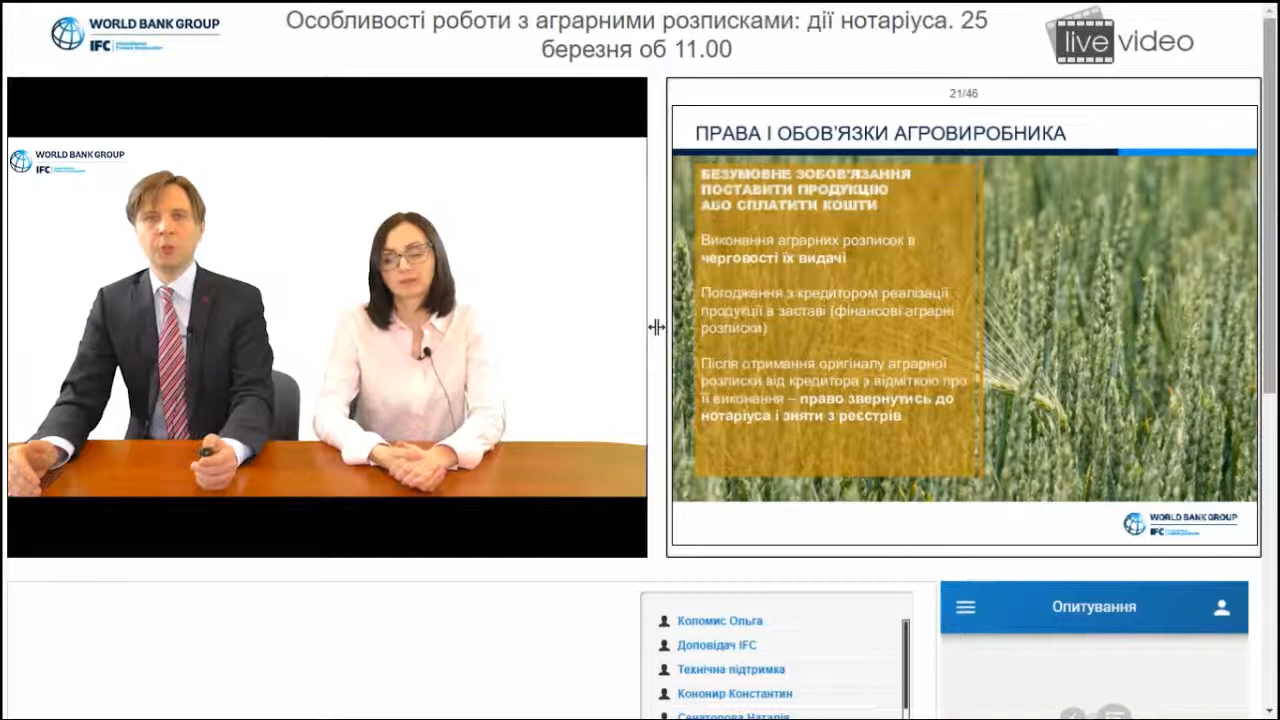 WORLD BANK GROUP
IFC
Особливості роботи з аграрними розписками: дії нотаріуса. 25
березня об 11.00
live video
WORLD BANK GROUP
IFC
21/46
ПРАВА І ОБОВ'ЯЗКИ АГРОВИРОБНИКА
БЕЗУМОВНЕ ЗОБОВ'ЯЗАННЯ
ПОСТАВИТИ ПРОДУКЦІЮ
АБО СПЛАТИТИ КОШТИ
Виконання аграрних розписок в
черговості їх видачі
Погодження з кредитором реалізації
продукції в заставі (фінансові аграрні
розписки)
Після отримання оригіналу аграрної
розписки від кредитора з відміткою про
її виконання – право звернутись до
нотаріуса і зняти з реєстрів
WORLD BANK GROUP
IFC
Коломис Ольга
Доповідач IFC
Технічна підтримка
Кононир Константин
Сенаторова Наталія
Опитування